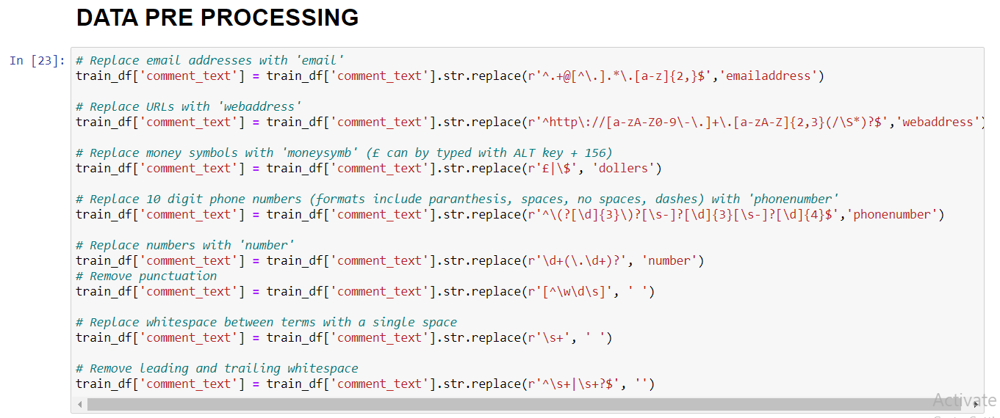 DATA PRE PROCESSING
In [23]: # Replace email addresses with 'email'
train_df['comment_text'] = train_df['comment_text'].str.replace(r'^.+@[^\.].*\.[a-z]{2,}$','emailaddress')
# Replace URLs with 'webaddress'
train_df['comment_text'] = train_df['comment_text'].str.replace(r'^http\://[a-zA-Z0-9\-\.]+\.[a-zA-Z]{2,3}(/\S*)?$','webaddress')
# Replace money symbols with 'moneysymb' (£ can by typed with ALT key + 156)
train_df['comment_text'] = train_df['comment_text'].str.replace(r'£|\$', 'dollers')
# Replace 10 digit phone numbers (formats include paranthesis, spaces, no spaces, dashes) with 'phonenumber'
train_df['comment_text'] = train_df['comment_text'].str.replace(r'^\(?[\d]{3}\)?[\s-]?[\d]{3}[\s-]?[\d]{4}$','phonenumber')
# Replace numbers with 'number'
train_df['comment_text'] = train_df['comment_text'].str.replace(r'\d+(\.\d+)?', 'number')
# Remove punctuation
train_df['comment_text'] = train_df['comment_text'].str.replace(r'[^\w\d\s]', ' ')
# Replace whitespace between terms with a single space
train_df['comment_text'] = train_df['comment_text'].str.replace(r'\s+', ' ')
# Remove leading and trailing whitespace
train_df['comment_text'] = train_df['comment_text'].str.replace(r'^\s+|\s+?$', '')
Activate